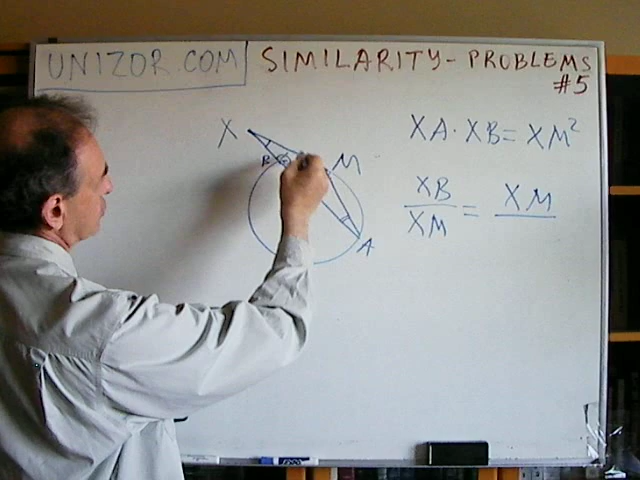 UNIZOR.COM
SIMILARITY - PROBLEMS
#5
X
B
M
A
XA · XB = XM²
XB/XM = XM/